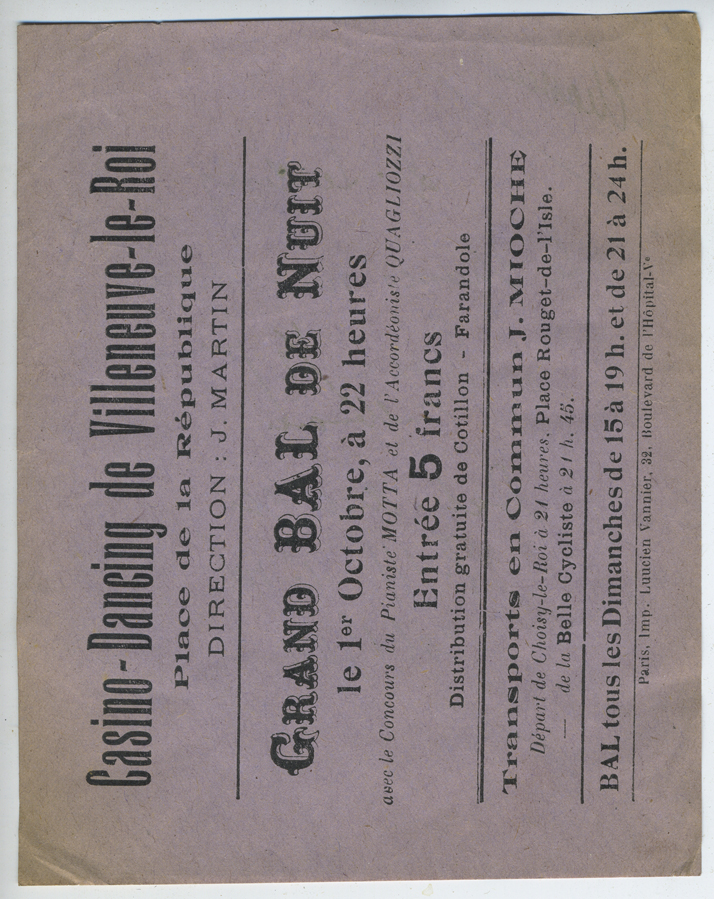 Casino-Dancing de Villeneuve-le-Roi
Place de la République
DIRECTION : J. MARTIN
GRAND BAL DE NUIT
le 1er Octobre, à 22 heures
avec le Concours du Pianiste MOTTA et de l'Accordéoniste QUAGLIOZZI
Entrée 5 francs
Distribution gratuite de Cotillon - Farandole
Transports en Commun J. MIOCHE
Départ de Choisy-le-Roi à 21 heures. Place Rouget-de-l'Isle.
— de la Belle Cycliste à 21 h. 45.
BAL tous les Dimanches de 15 à 19 h. et de 21 à 24 h.
Paris, Imp. Luucien Vannier, 32, Boulevard de l'Hôpital-Ve